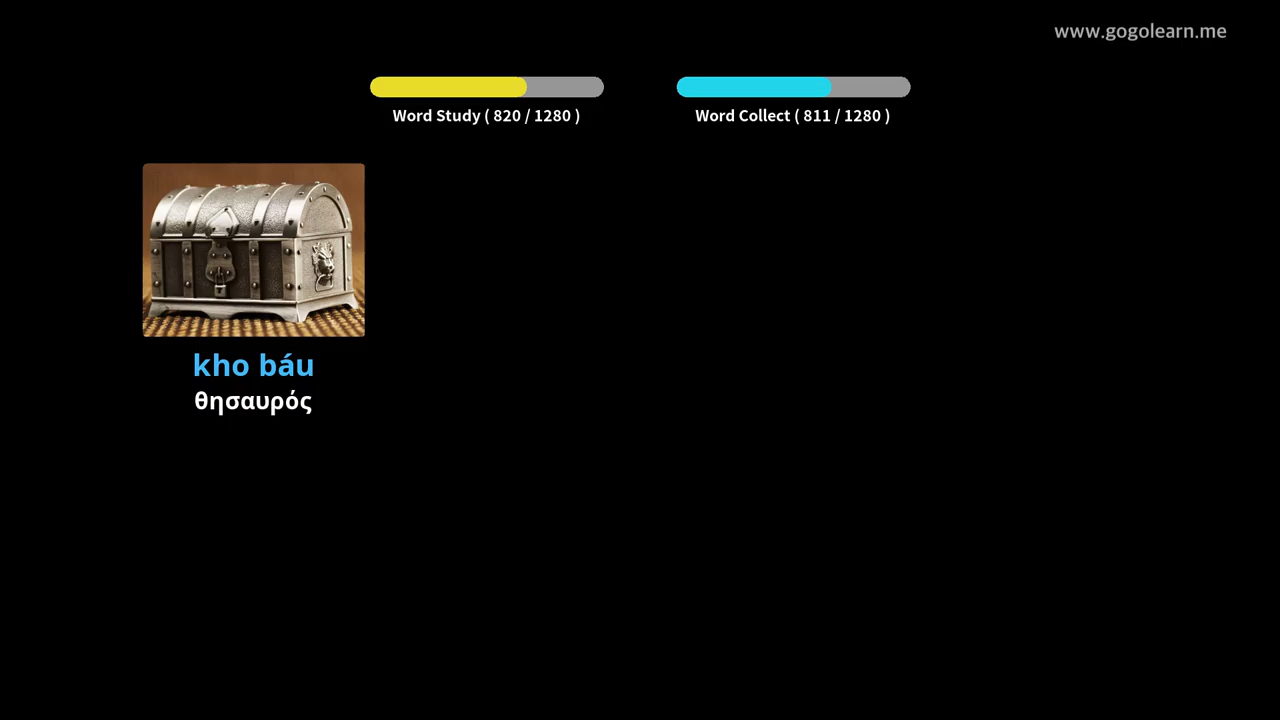 www.gogolearn.me
Word Study ( 820 / 1280 )
Word Collect ( 811 / 1280 )
kho báu
θησαυρός